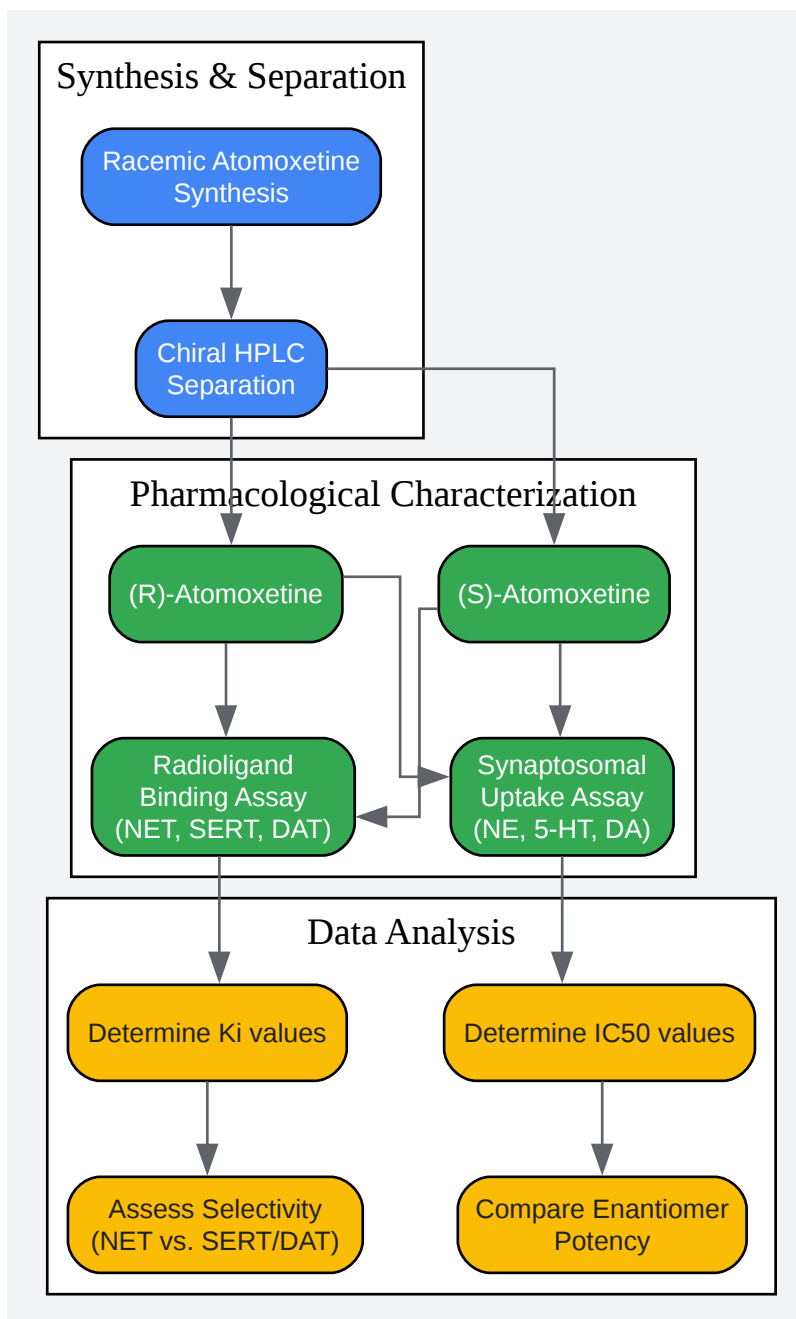 Synthesis & Separation
Racemic Atomoxetine
Synthesis
Chiral HPLC
Separation
Pharmacological Characterization
(R)-Atomoxetine
(S)-Atomoxetine
Radioligand
Binding Assay
(NET, SERT, DAT)
Synaptosomal
Uptake Assay
(NE, 5-HT, DA)
Data Analysis
Determine Ki values
Determine IC50 values
Assess Selectivity
(NET vs. SERT/DAT)
Compare Enantiomer
Potency